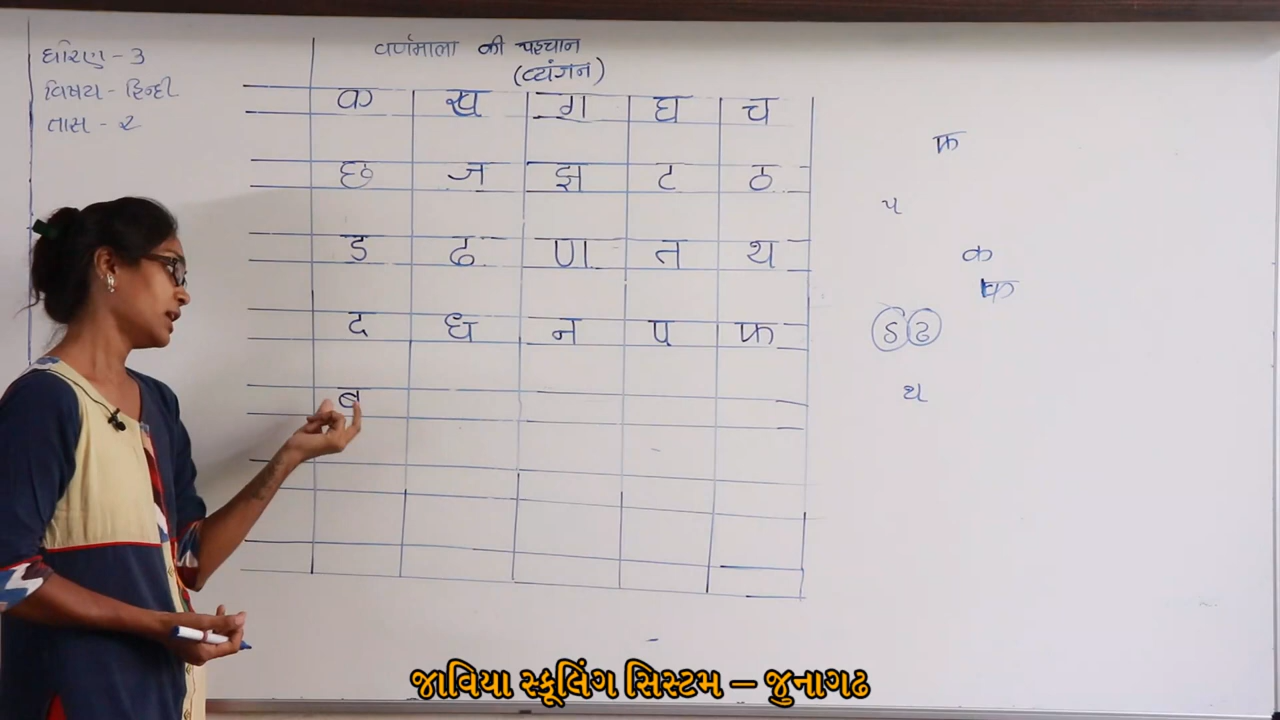 ધોરણ - 3
વિષય - હિન્દી
તાસ - ૨
वर्णमाला की पहचान
(व्यंजन)
क ख ग घ च
छ ज झ ट ठ
ड ढ ण त थ
द ध न प फ
ब
क
प
क
क
ડ ઢ
થ
જાવિયા સ્કૂલિંગ સિસ્ટમ – જુનાગઢ